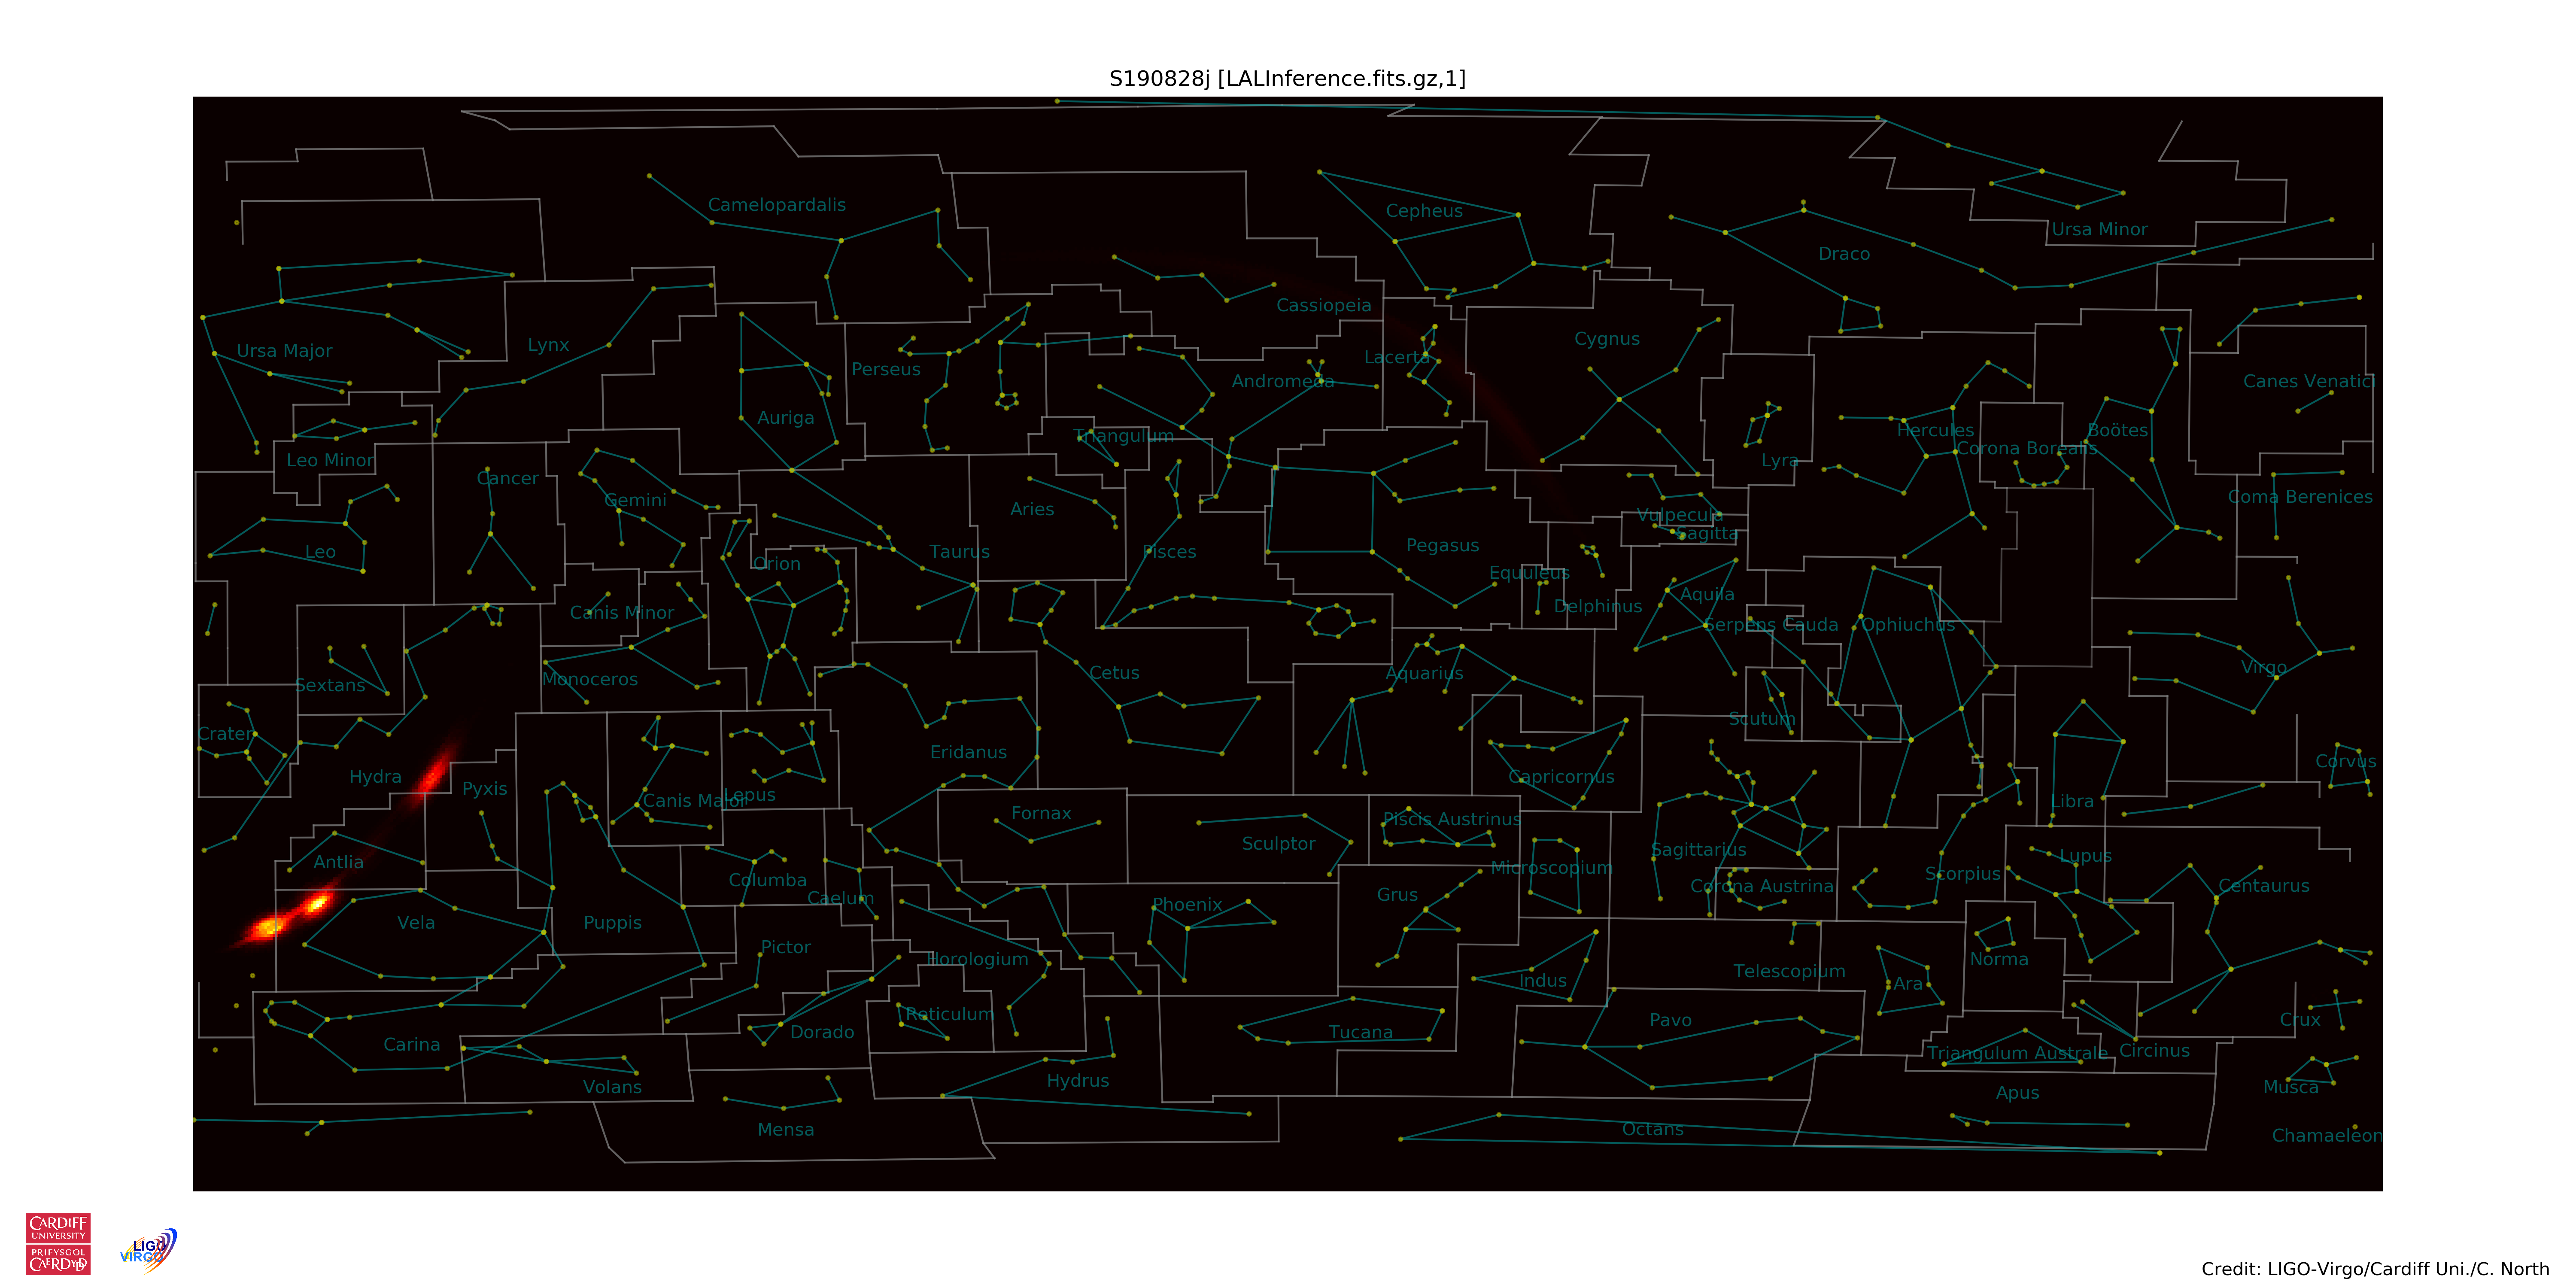 S190828j [LALInference.fits.gz,1]
Camelopardalis
Cepheus
Ursa Minor
Draco
Cassiopeia
Ursa Major
Lynx
Perseus
Cygnus
Lacerta
Andromeda
Canes Venatici
Auriga
Triangulum
Hercules
Boötes
Corona Borealis
Leo Minor
Lyra
Cancer
Gemini
Coma Berenices
Aries
Vulpecula
Sagitta
Leo
Taurus
Pisces
Pegasus
Orion
Equuleus
Aquila
Delphinus
Canis Minor
Serpens Cauda
Ophiuchus
Virgo
Cetus
Aquarius
Sextans
Monoceros
Scutum
Crater
Eridanus
Corvus
Hydra
Capricornus
Pyxis
Lepus
Canis Major
Libra
Fornax
Piscis Austrinus
Sculptor
Sagittarius
Lupus
Antlia
Microscopium
Scorpius
Columba
Corona Austrina
Centaurus
Caelum
Grus
Phoenix
Vela
Puppis
Pictor
Horologium
Norma
Telescopium
Indus
Ara
Reticulum
Pavo
Crux
Dorado
Tucana
Carina
Triangulum Australe
Circinus
Hydrus
Volans
Musca
Apus
Mensa
Octans
Chamaeleon
CARDIFF
UNIVERSITY
PRIFYSGOL
CAERDYDD
LIGO
VIRGO
Credit: LIGO-Virgo/Cardiff Uni./C. North